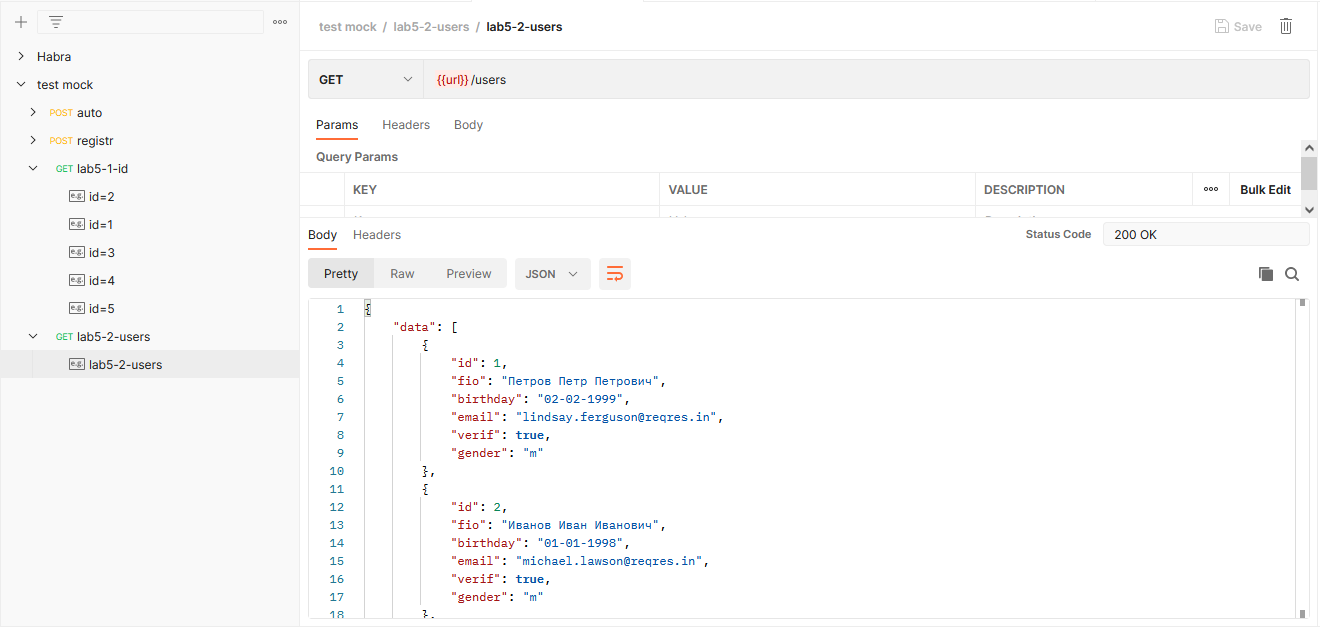 Habra
test mock
POST auto
POST registr
GET lab5-1-id
e.g. id=2
e.g. id=1
e.g. id=3
e.g. id=4
e.g. id=5
GET lab5-2-users
e.g. lab5-2-users
test mock / lab5-2-users / lab5-2-users
Save
GET {{url}}/users
Params Headers Body
Query Params
KEY VALUE DESCRIPTION Bulk Edit
Body Headers Status Code 200 OK
Pretty Raw Preview JSON
1 {
2 "data": [
3 {
4 "id": 1,
5 "fio": "Петров Петр Петрович",
6 "birthday": "02-02-1999",
7 "email": "lindsay.ferguson@reqres.in",
8 "verif": true,
9 "gender": "m"
10 },
11 {
12 "id": 2,
13 "fio": "Иванов Иван Иванович",
14 "birthday": "01-01-1998",
15 "email": "michael.lawson@reqres.in",
16 "verif": true,
17 "gender": "m"
18 },